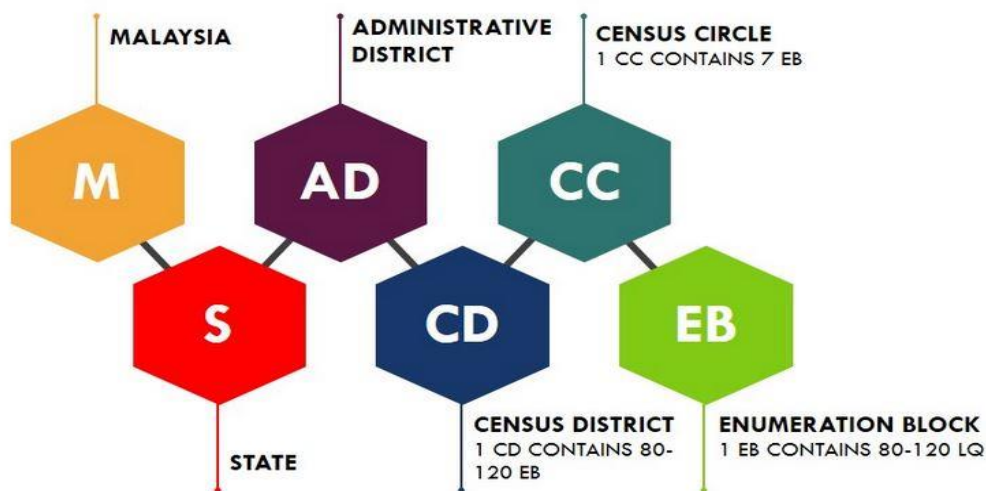 MALAYSIA
ADMINISTRATIVE
DISTRICT
CENSUS CIRCLE
1 CC CONTAINS 7 EB
M
AD
CC
S
CD
EB
STATE
CENSUS DISTRICT
1 CD CONTAINS 80-
120 EB
ENUMERATION BLOCK
1 EB CONTAINS 80-120 LQ